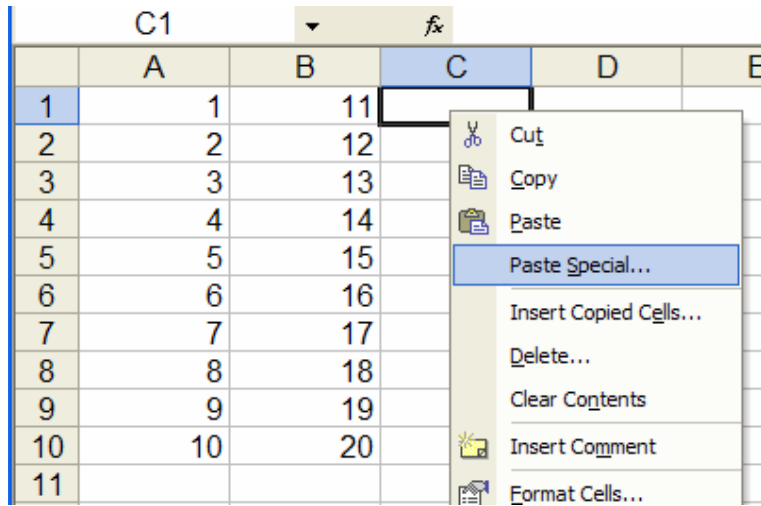 C1 fx
A B C D E
1 1 11
2 2 12 Cut
3 3 13 Copy
4 4 14 Paste
5 5 15 Paste Special...
6 6 16 Insert Copied Cells...
7 7 17 Delete...
8 8 18 Clear Contents
9 9 19
10 10 20 Insert Comment
11 Format Cells...